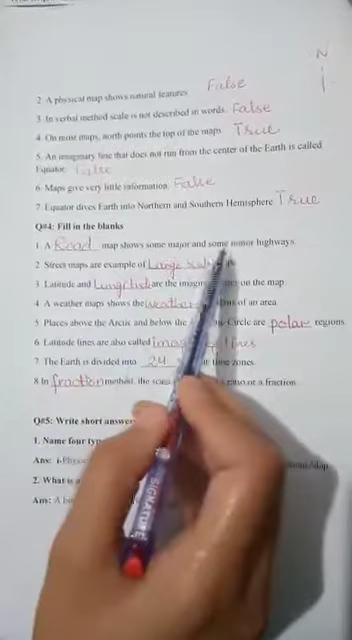 N
2 A physical map shows natural features False
3. In verbal method scale is not described in words. False
4. On most maps, north points the top of the maps True
5. An imaginary line that does not run from the center of the Earth is called
Equator. False
6. Maps give very little information. False
7. Equator dives Earth into Northern and Southern Hemisphere True
Q#4: Fill in the blanks
1. A Road map shows some major and some minor highways.
2 Street maps are example of Large
3 Latitude and Longitude are the on the map
4. A weather maps shows the weather of an area.
5. Places above the Arctic and below the Circle are polar regions.
6. Latitude lines are also called lines
7. The Earth is divided into 24 time zones.
8. In fraction method, the or a fraction.
Q#5: Write short answer
1. Name four
Ans: i-
2. What is a
Ans: A
SIGNATURE